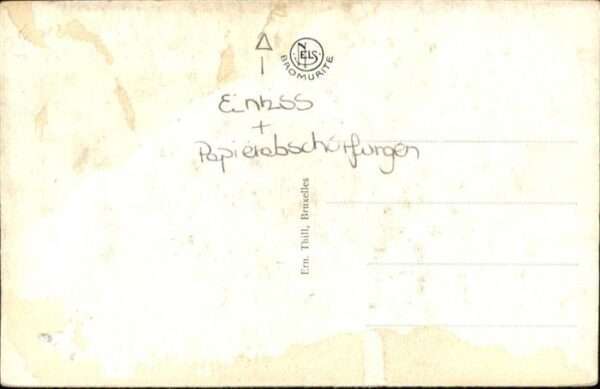 NELS
BROMURITE
Einriss
+
Papierabschürfungen
Ern. Thill, Bruxelles